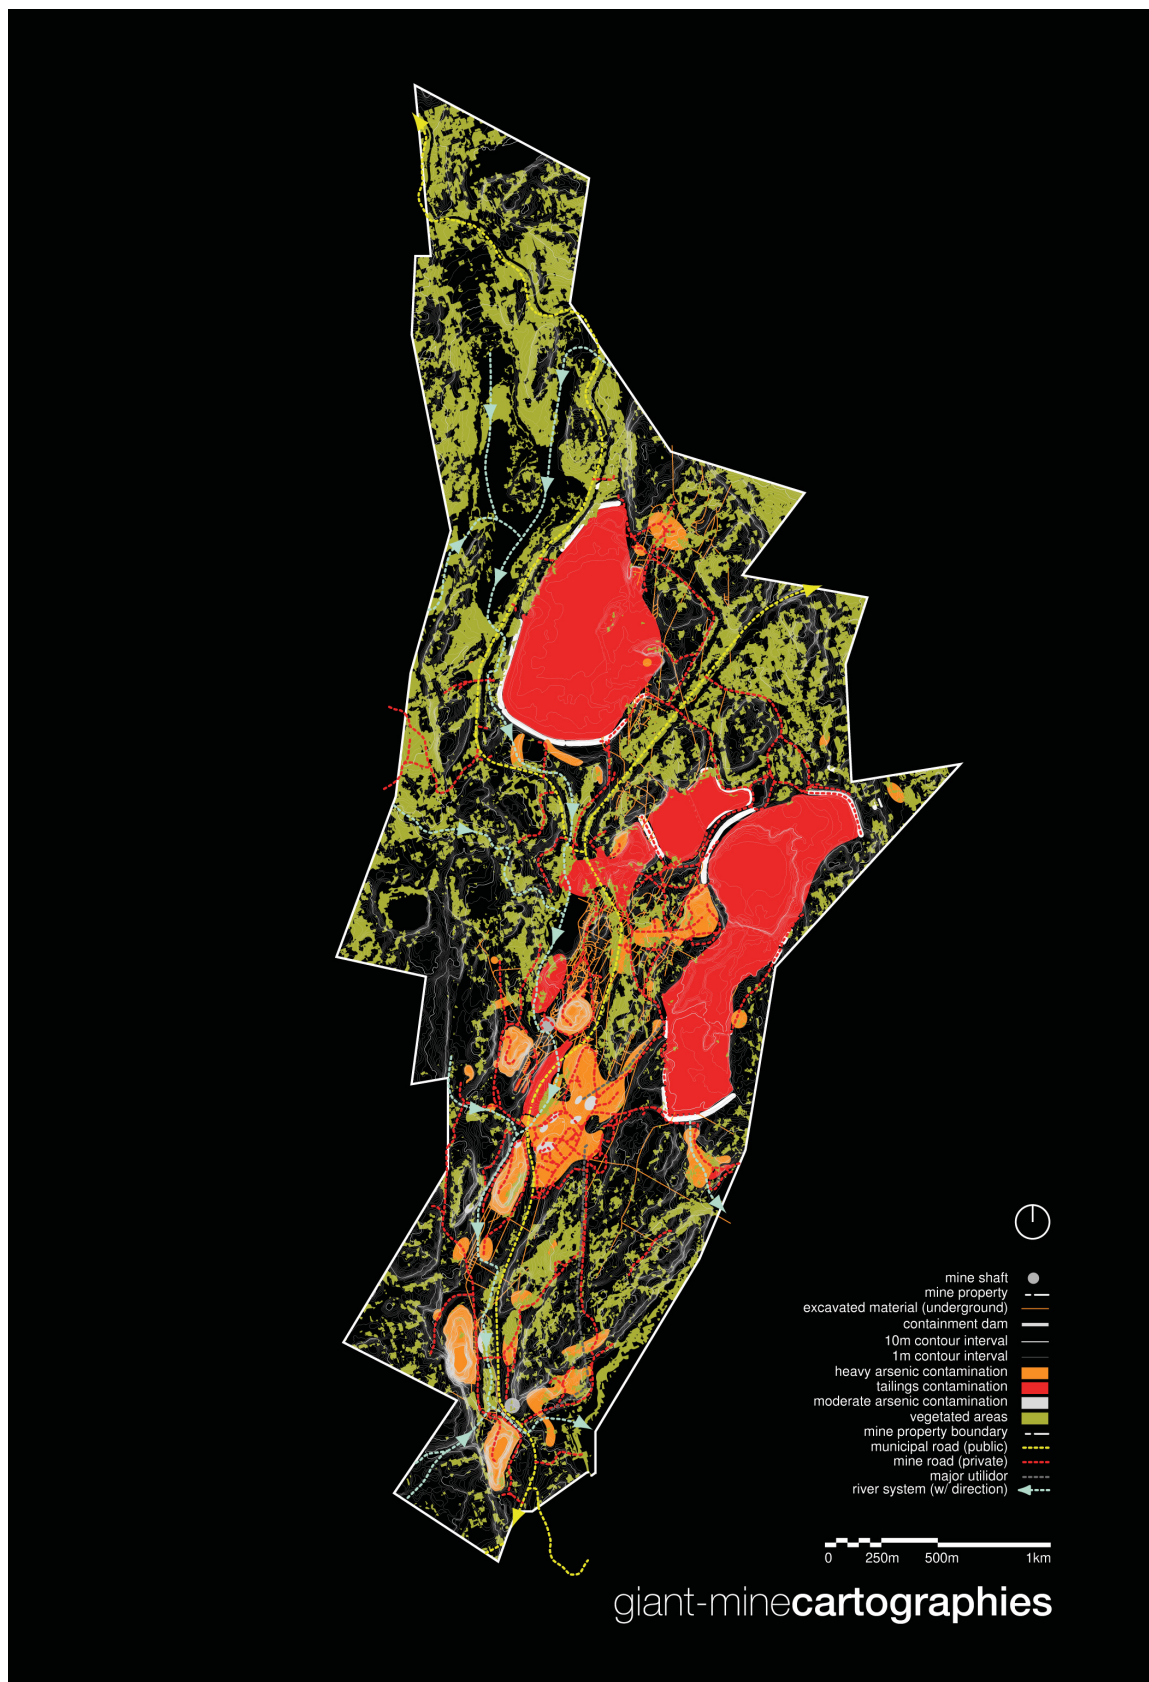 mine shaft
mine property
excavated material (underground)
containment dam
10m contour interval
1m contour interval
heavy arsenic contamination
tailings contamination
moderate arsenic contamination
vegetated areas
mine property boundary
municipal road (public)
mine road (private)
major utilidor
river system (w/ direction)
0 250m 500m 1km
giant-minecartographies